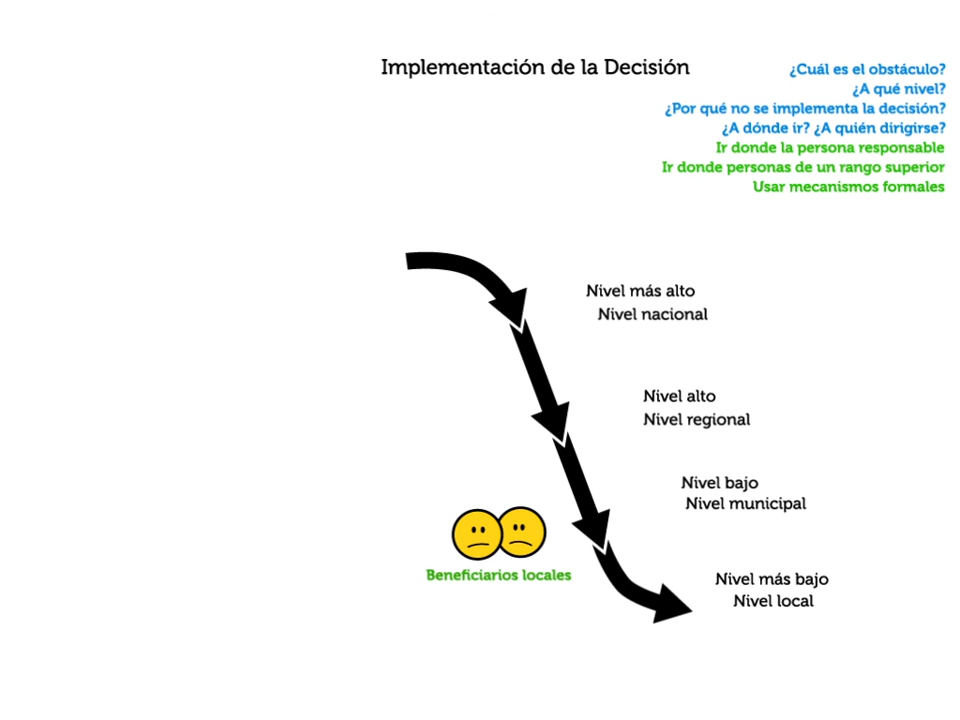 Implementación de la Decisión
¿Cuál es el obstáculo?
¿A qué nivel?
¿Por qué no se implementa la decisión?
¿A dónde ir? ¿A quién dirigirse?
Ir donde la persona responsable
Ir donde personas de un rango superior
Usar mecanismos formales
Nivel más alto
Nivel nacional
Nivel alto
Nivel regional
Nivel bajo
Nivel municipal
Beneficiarios locales
Nivel más bajo
Nivel local